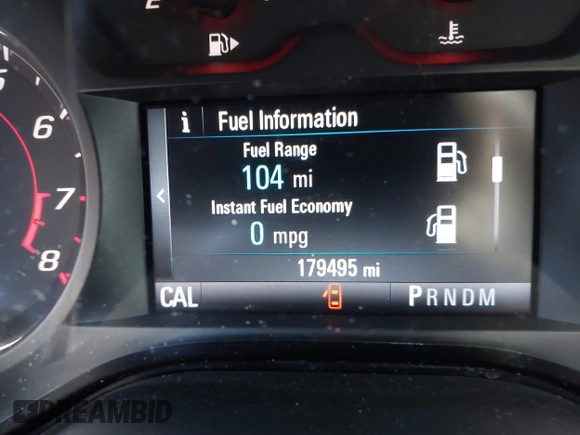 E
5
6
7
8
i Fuel Information
Fuel Range
104 mi
<
Instant Fuel Economy
0 mpg
179495 mi
CAL
PRNDM
DREAMBID